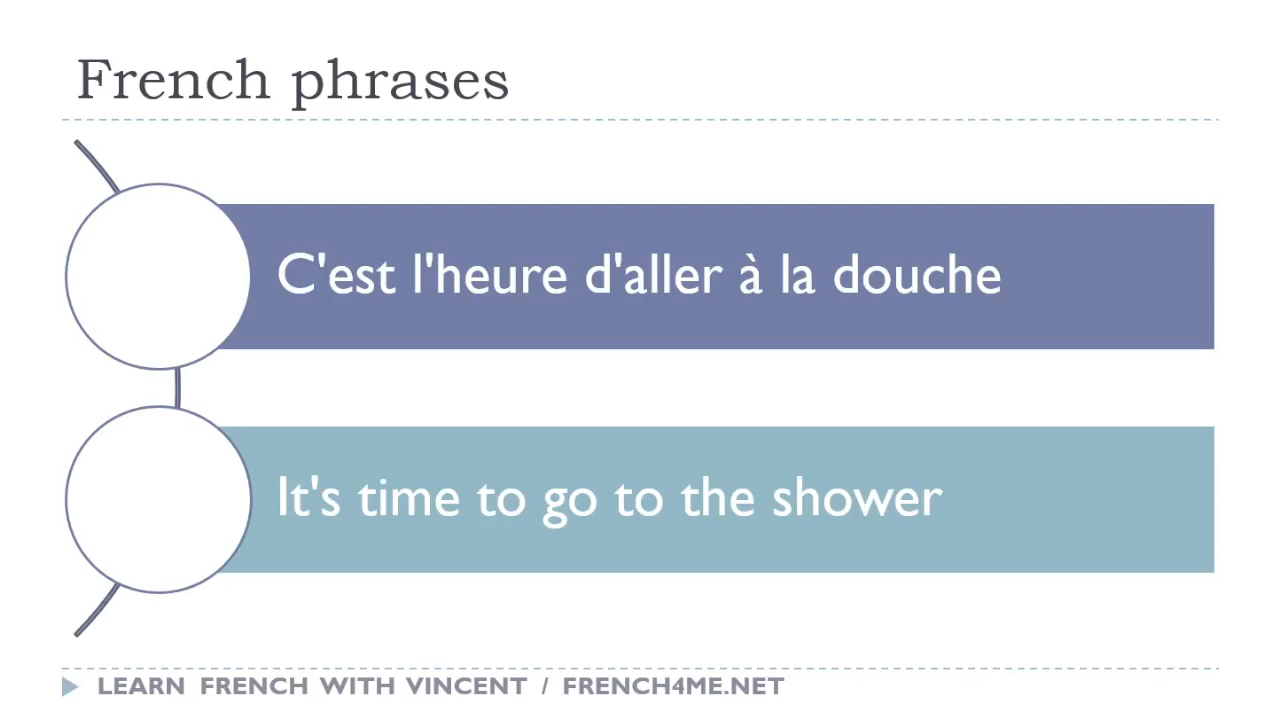 French phrases
C'est l'heure d'aller à la douche
It's time to go to the shower
LEARN FRENCH WITH VINCENT / FRENCH4ME.NET